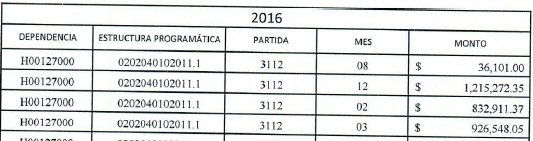 2016
DEPENDENCIA ESTRUCTURA PROGRAMÁTICA PARTIDA MES MONTO
H00127000 0202040102011.1 3112 08 $ 36,101.00
H00127000 0202040102011.1 3112 12 $ 1,215,272.35
H00127000 0202040102011.1 3112 02 $ 832,911.37
H00127000 0202040102011.1 3112 03 $ 926,548.05